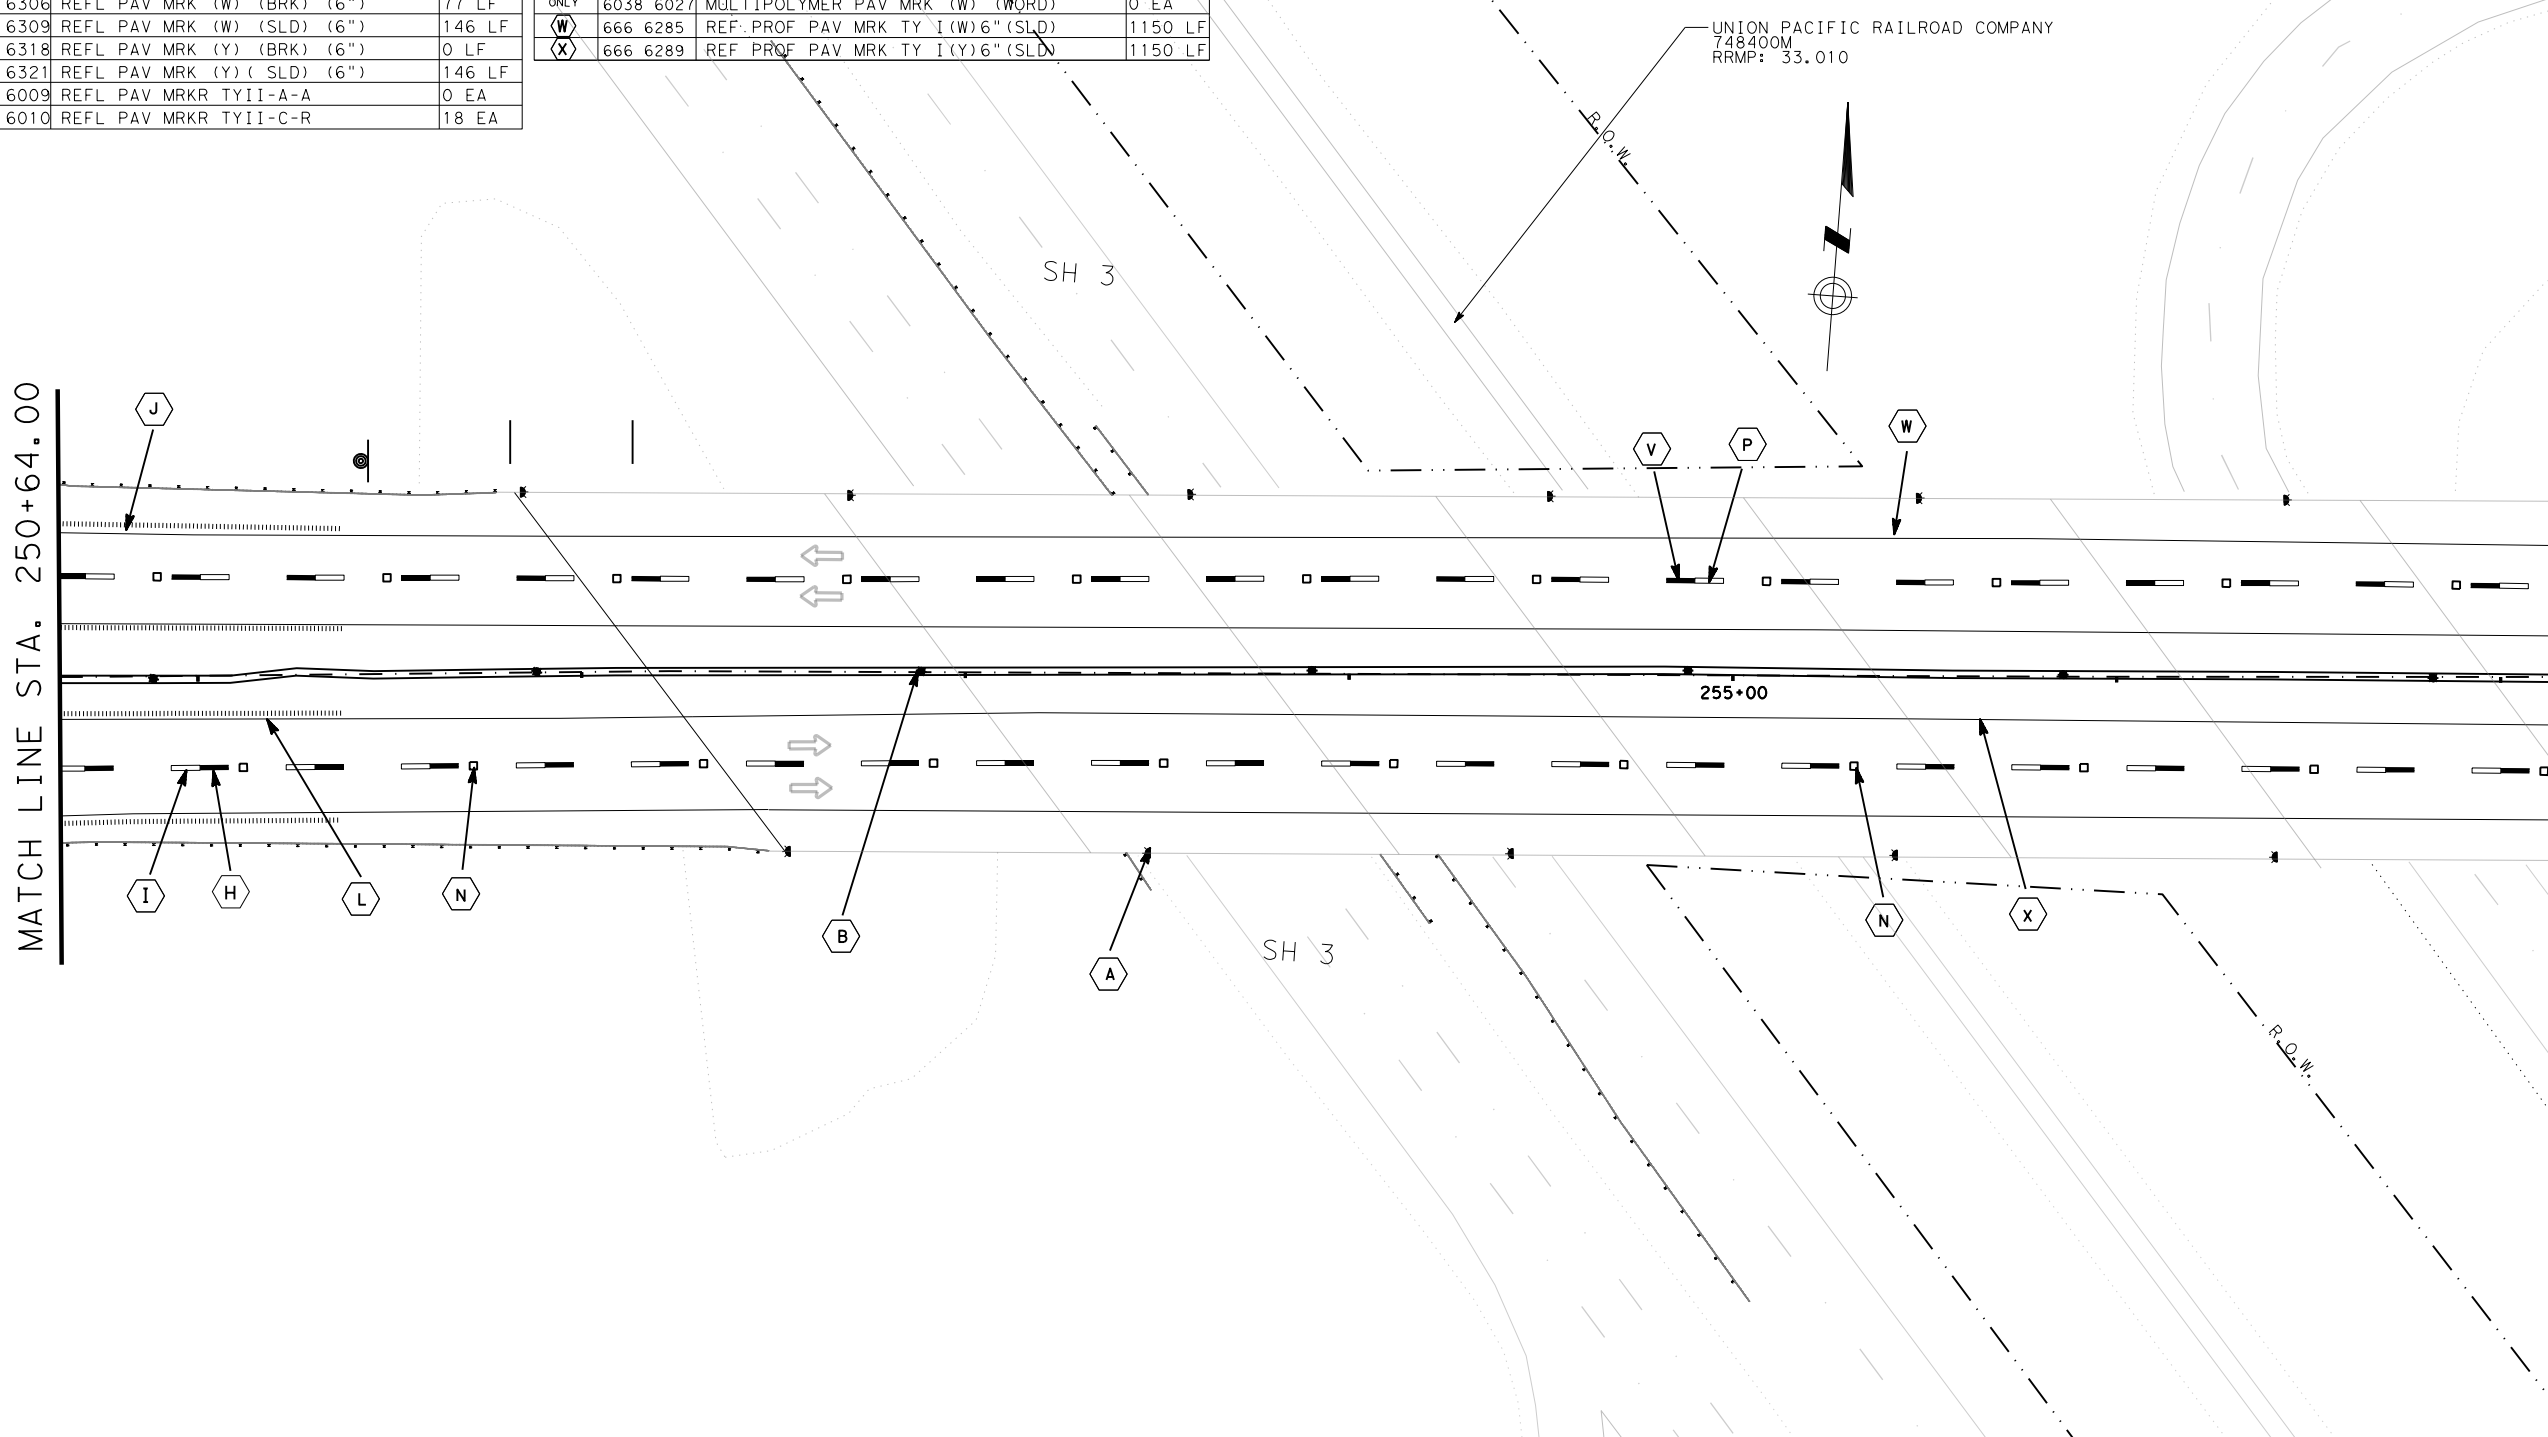 6306 REFL PAV MRK (W) (BRK) (6") 77 LF
6309 REFL PAV MRK (W) (SLD) (6") 146 LF
6318 REFL PAV MRK (Y) (BRK) (6") 0 LF
6321 REFL PAV MRK (Y)( SLD) (6") 146 LF
6009 REFL PAV MRKR TYII-A-A 0 EA
6010 REFL PAV MRKR TYII-C-R 18 EA
ONLY 6038 6027 MULTIPOLYMER PAV MRK (W) (WORD) 0 EA
W 666 6285 REF PROF PAV MRK TY I(W)6"(SLD) 1150 LF
X 666 6289 REF PROF PAV MRK TY I(Y)6"(SLD) 1150 LF
UNION PACIFIC RAILROAD COMPANY
748400M
RRMP: 33.010
R.O.W.
SH 3
MATCH LINE STA. 250+64.00
J
V
P
W
255+00
I
H
L
N
B
A
N
X
SH 3
R.O.W.